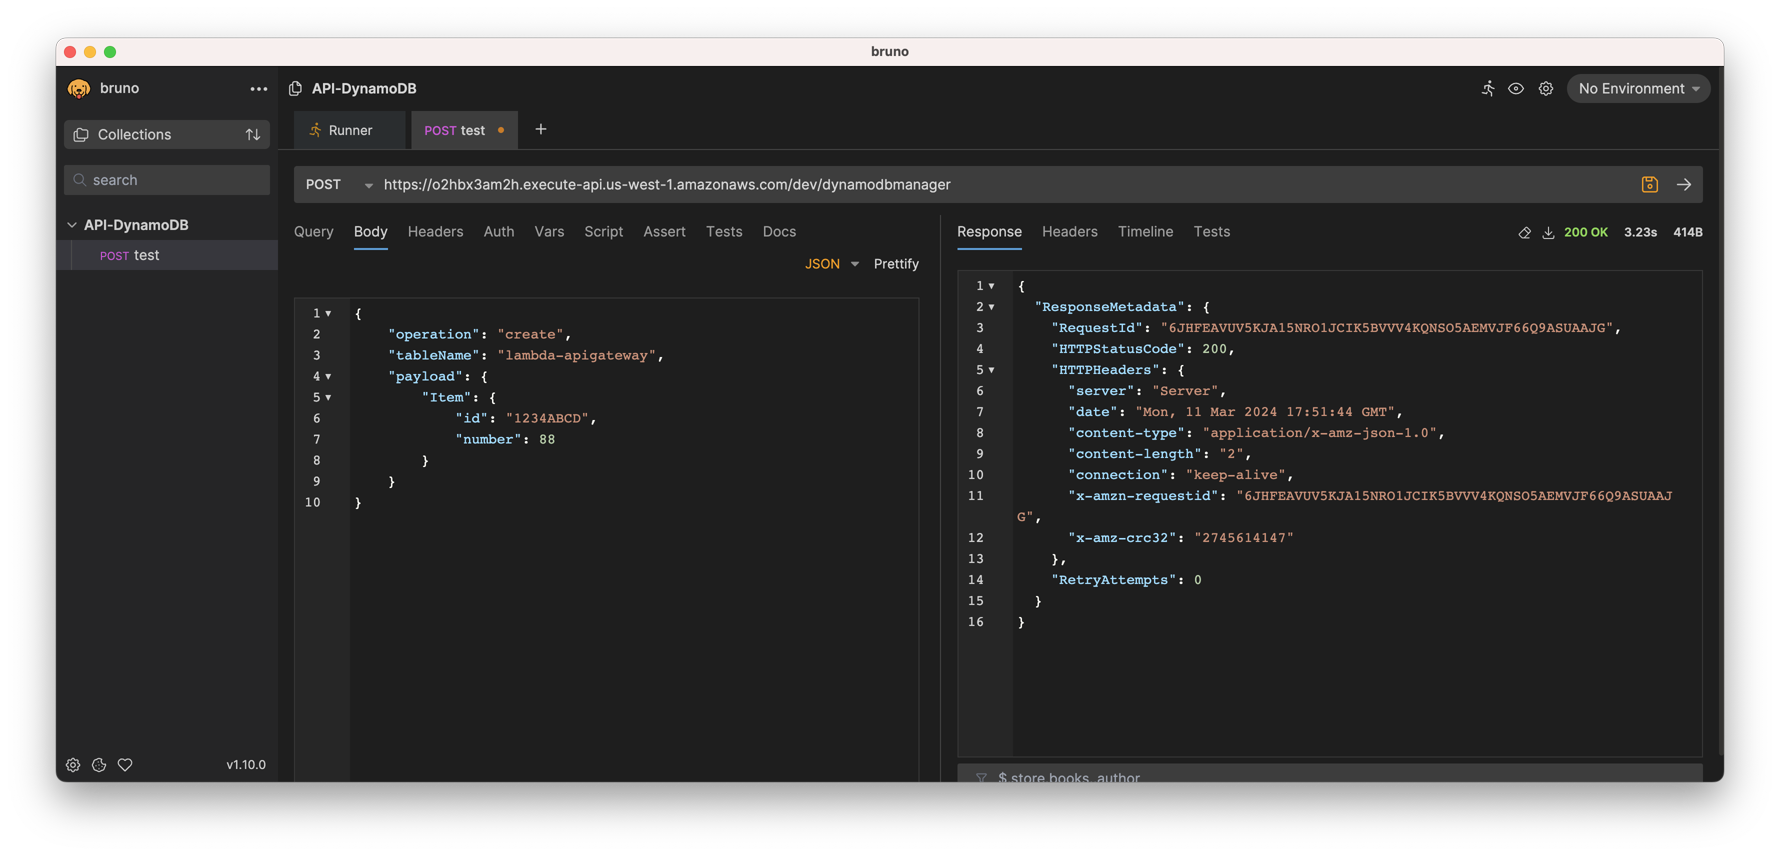 bruno
bruno
API-DynamoDB
No Environment
Collections
Runner
POST test
search
POST
https://o2hbx3am2h.execute-api.us-west-1.amazonaws.com/dev/dynamodbmanager
API-DynamoDB
POST test
Query Body Headers Auth Vars Script Assert Tests Docs
JSON Prettify
1 {
2 "operation": "create",
3 "tableName": "lambda-apigateway",
4 "payload": {
5 "Item": {
6 "id": "1234ABCD",
7 "number": 88
8 }
9 }
10 }
Response Headers Timeline Tests
200 OK 3.23s 414B
1 {
2 "ResponseMetadata": {
3 "RequestId": "6JHFEAVUV5KJA15NRO1JCIK5BVVV4KQNSO5AEMVJF66Q9ASUAAJG",
4 "HTTPStatusCode": 200,
5 "HTTPHeaders": {
6 "server": "Server",
7 "date": "Mon, 11 Mar 2024 17:51:44 GMT",
8 "content-type": "application/x-amz-json-1.0",
9 "content-length": "2",
10 "connection": "keep-alive",
11 "x-amzn-requestid": "6JHFEAVUV5KJA15NRO1JCIK5BVVV4KQNSO5AEMVJF66Q9ASUAAJ
G",
12 "x-amz-crc32": "2745614147"
13 },
14 "RetryAttempts": 0
15 }
16 }
$.store.books..author
v1.10.0